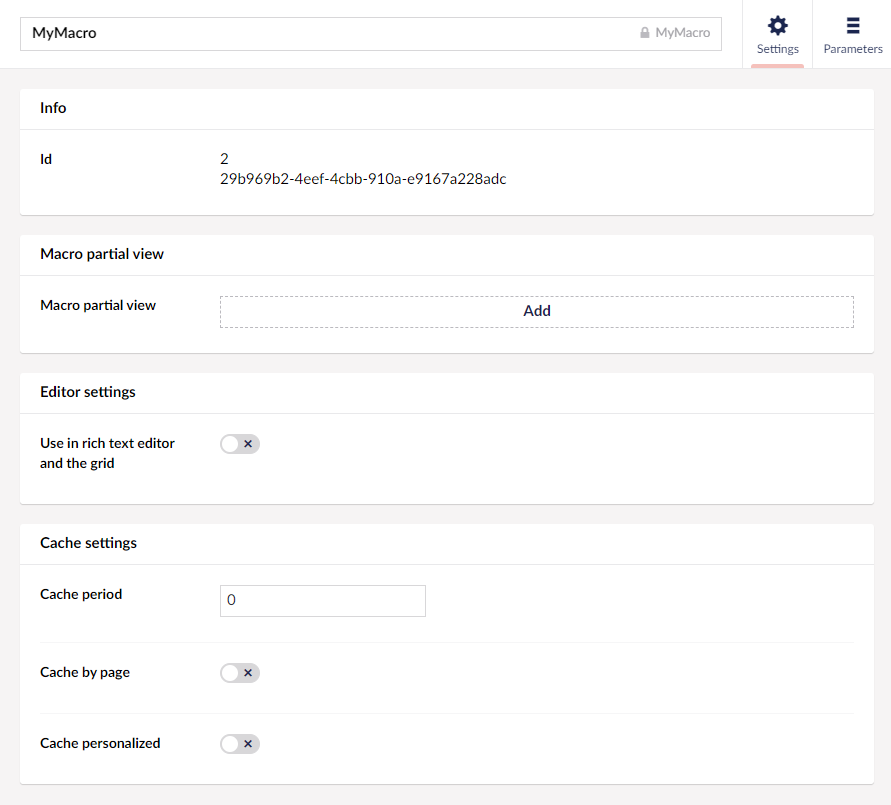 MyMacro
MyMacro
Settings
Parameters
Info
Id
2
29b969b2-4eef-4cbb-910a-e9167a228adc
Macro partial view
Macro partial view
Add
Editor settings
Use in rich text editor
and the grid
Cache settings
Cache period
0
Cache by page
Cache personalized